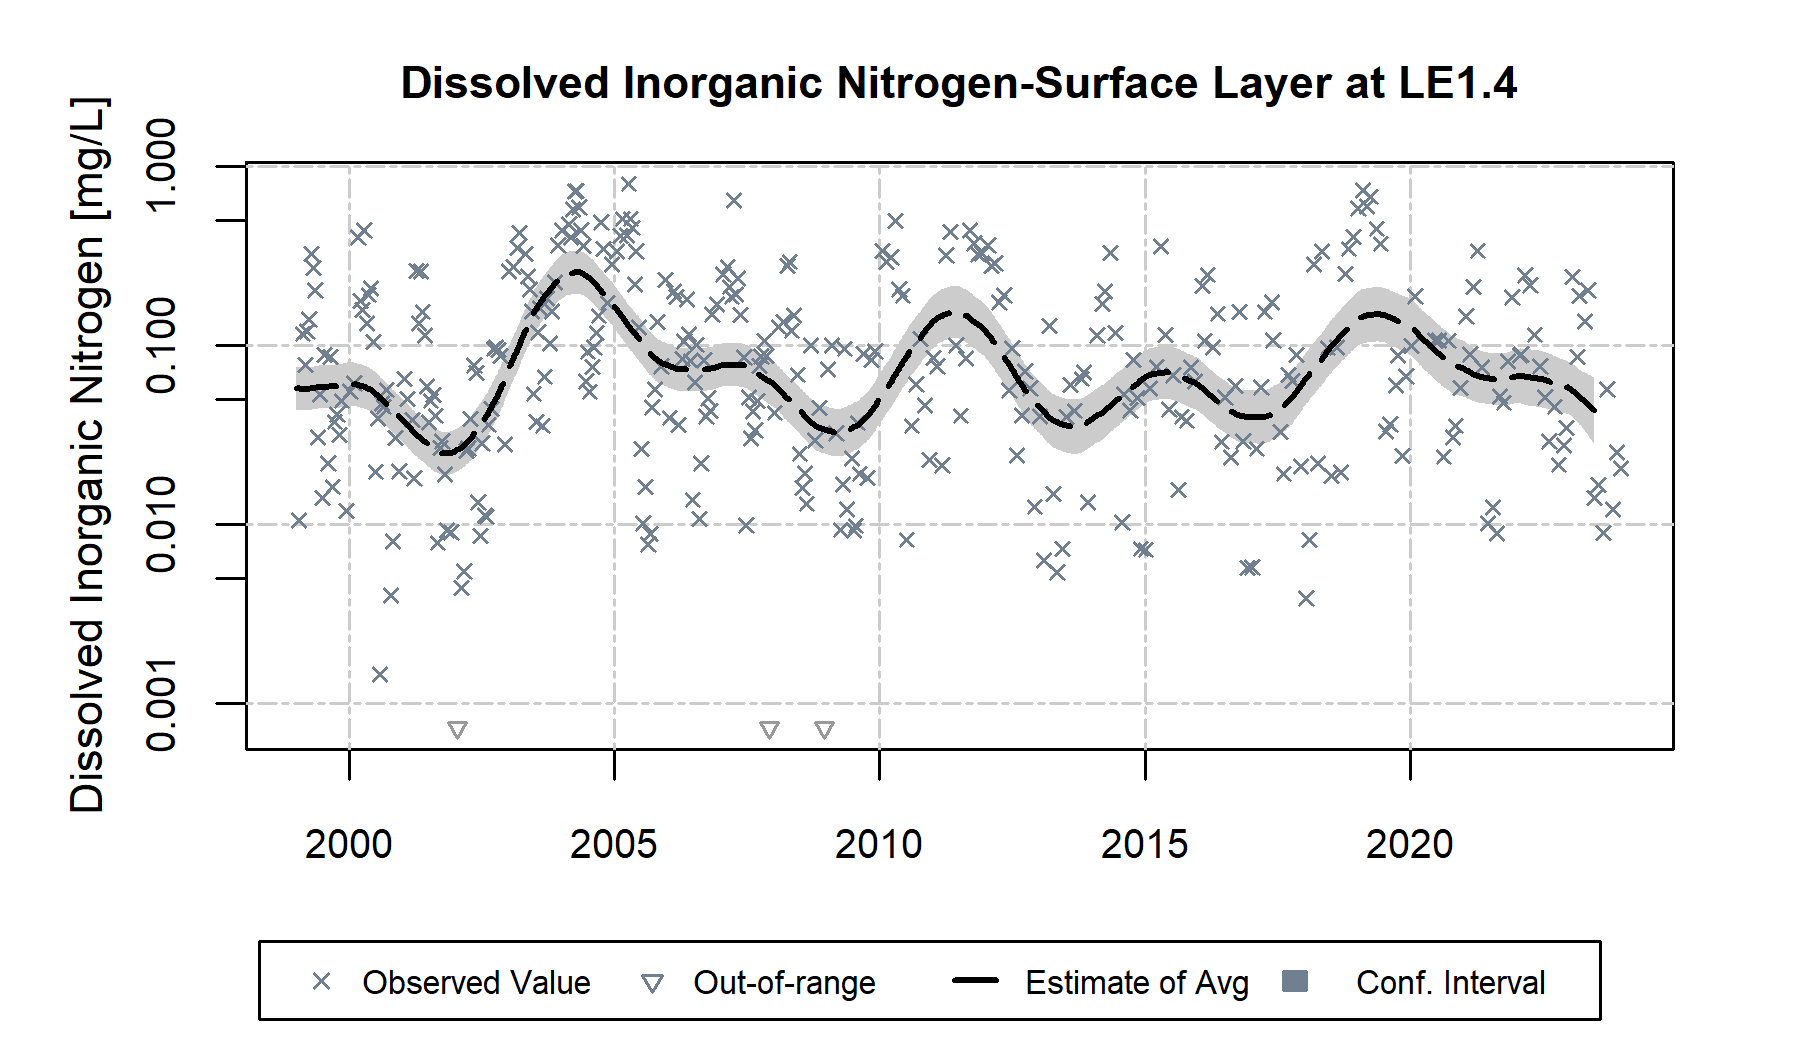 Dissolved Inorganic Nitrogen-Surface Layer at LE1.4
Dissolved Inorganic Nitrogen [mg/L]
1.000
0.100
0.010
0.001
2000 2005 2010 2015 2020
Observed Value Out-of-range Estimate of Avg Conf. Interval